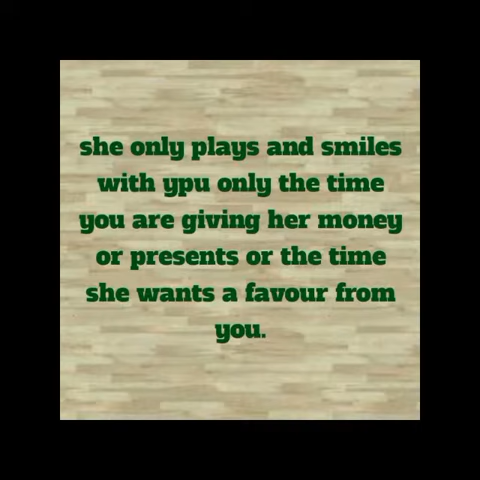 she only plays and smiles
with ypu only the time
you are giving her money
or presents or the time
she wants a favour from
you.